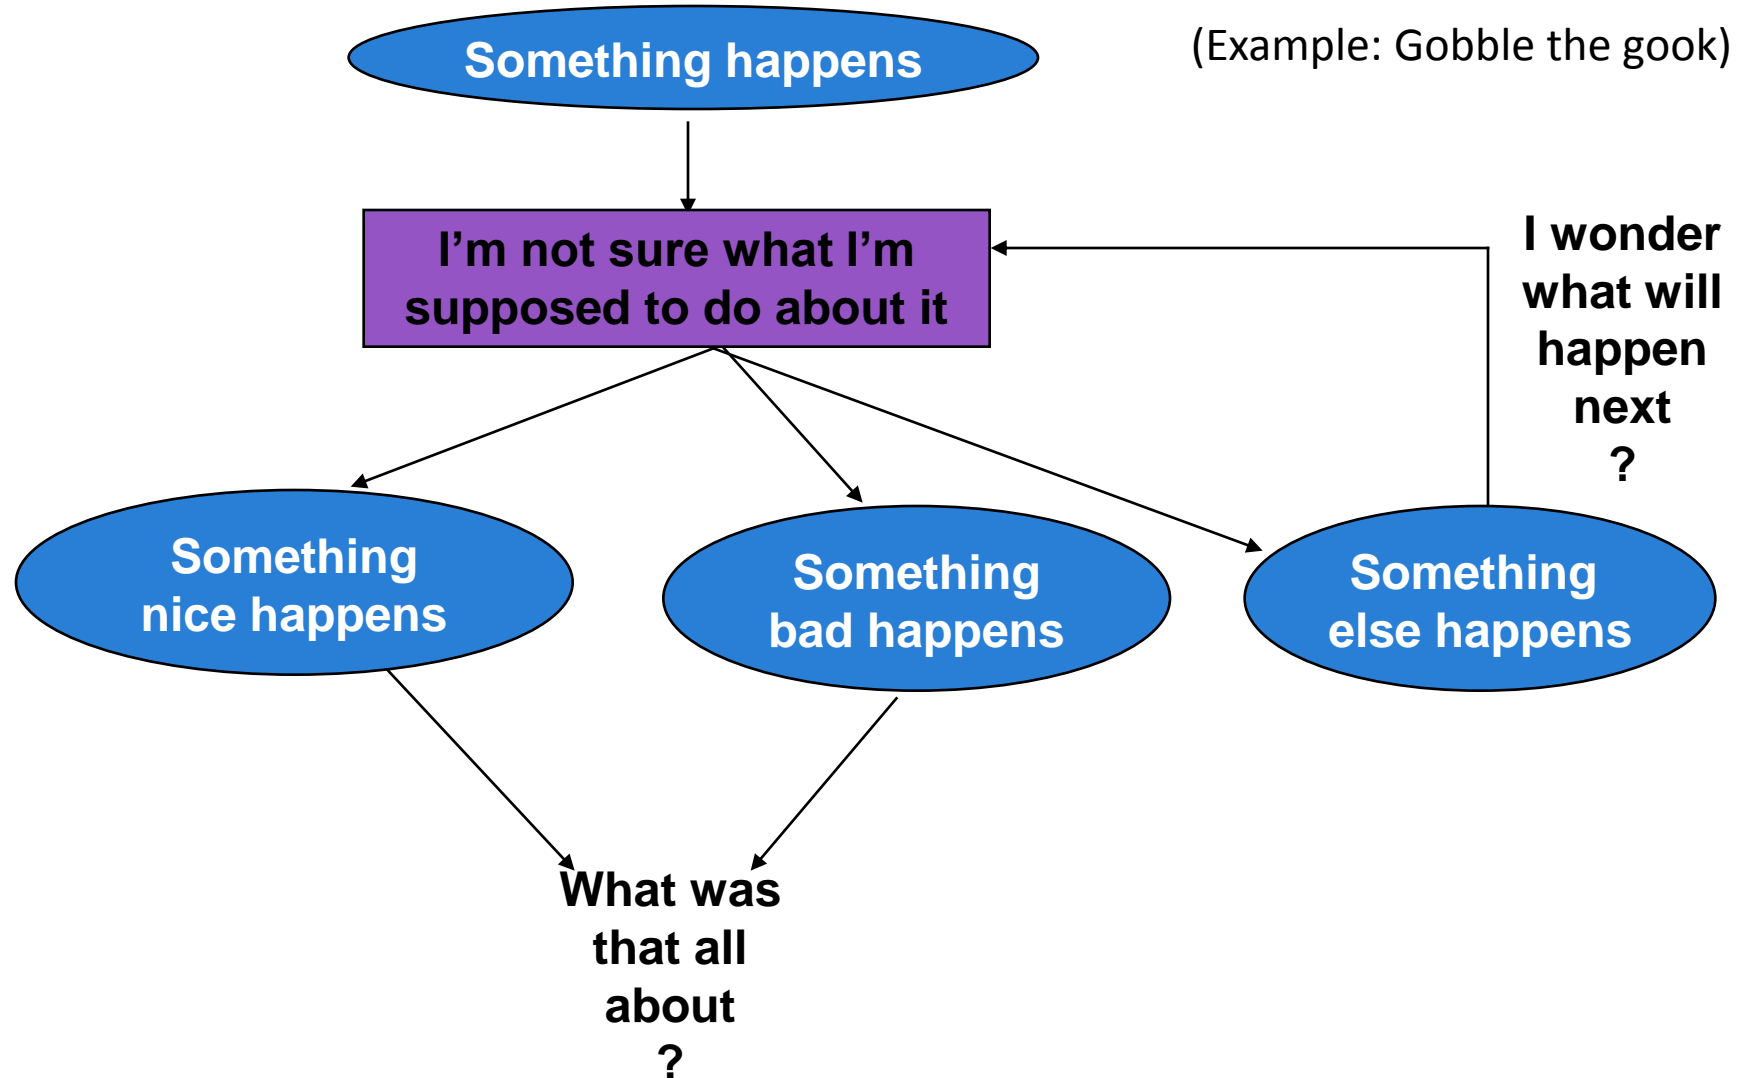 Something happens
(Example: Gobble the gook)
I’m not sure what I’m
supposed to do about it
I wonder
what will
happen
next
?
Something
nice happens
Something
bad happens
Something
else happens
What was
that all
about
?